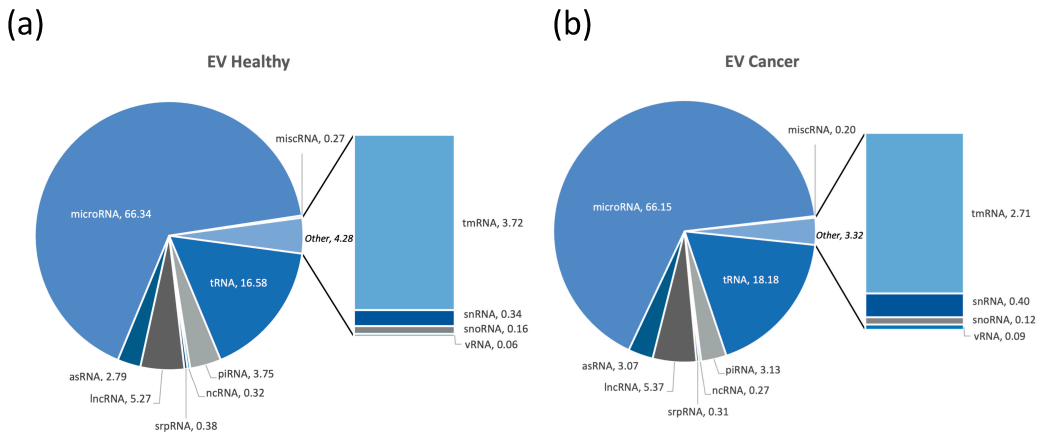 (a)
EV Healthy
miscRNA, 0.27
microRNA, 66.34
Other, 4.28
tmRNA, 3.72
tRNA, 16.58
snRNA, 0.34
snoRNA, 0.16
vRNA, 0.06
piRNA, 3.75
asRNA, 2.79
ncRNA, 0.32
lncRNA, 5.27
srpRNA, 0.38
(b)
EV Cancer
miscRNA, 0.20
microRNA, 66.15
Other, 3.32
tmRNA, 2.71
tRNA, 18.18
snRNA, 0.40
snoRNA, 0.12
vRNA, 0.09
asRNA, 3.07
piRNA, 3.13
lncRNA, 5.37
ncRNA, 0.27
srpRNA, 0.31